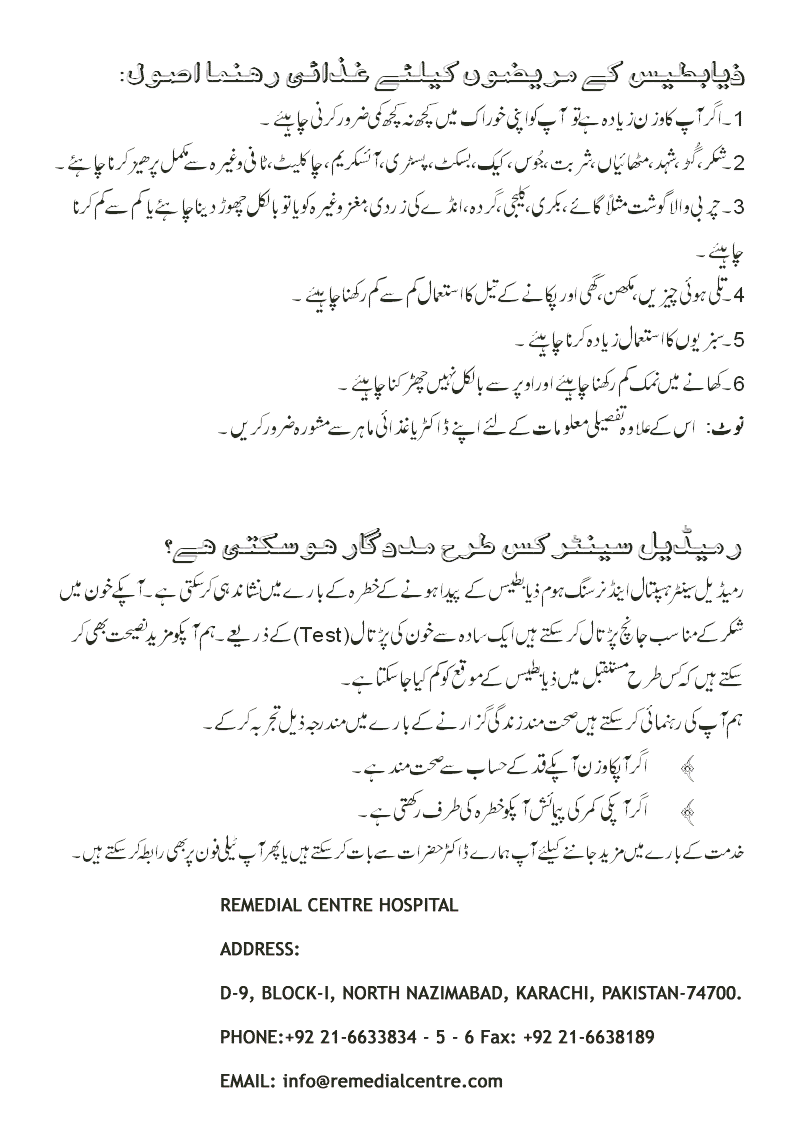 ذیابطیس کے مریضوں کیلئے غذائی رھنما اصول:
1۔اگر آپ کا وزن زیادہ ہے تو آپ کو اپنی خوراک میں کچھ نہ کچھ کمی ضرور کرنی چاہیئے ۔
2۔شکر، گُڑ، شہد، مٹھائیاں، شربت، جُوس، کیک، بسکٹ، پسٹری، آئسکریم، چاکلیٹ، ٹافی وغیرہ سے مکمل پرھیز کرنا چاہئے ۔
3۔چربی والا گوشت مثلاً گائے، بکری، کلیجی، گردہ، انڈے کی زردی، مغز وغیرہ کو یا تو بالکل چھوڑ دینا چاہئے یا کم سے کم کرنا
چاہیئے ۔
4۔تلی ہوئی چیزیں، مکھن، گھی اور پکانے کے تیل کا استعمال کم سے کم رکھنا چاہیئے ۔
5۔سبزیوں کا استعمال زیادہ کرنا چاہیئے ۔
6۔کھانے میں نمک کم رکھنا چاہیئے اور اوپر سے بالکل نہیں چھڑکنا چاہیئے ۔
نوٹ: اس کے علاوہ تفصیلی معلومات کے لئے اپنے ڈاکٹر یا غذائی ماہر سے مشورہ ضرور کریں ۔
رمیڈیل سینٹر کس طرح مددگار ھوسکتی ھے؟
رمیڈیل سینٹر ہسپتال اینڈ نرسنگ ہوم ذیابطیس کے پیدا ہونے کے خطرہ کے بارے میں نشاندہی کرسکتی ہے ۔آپکے خون میں
شکر کے مناسب جانچ پڑتال کرسکتے ہیں ایک سادہ سے خون کی پڑتال (Test) کے ذریعے ۔ہم آپکو مزید نصیحت بھی کر
سکتے ہیں کہ کس طرح مستقبل میں ذیابطیس کے موقع کو کم کیا جاسکتا ہے۔
ہم آپ کی رہنمائی کرسکتے ہیں صحت مند زندگی گزارنے کے بارے میں مندرجہ ذیل تجربہ کرکے ۔
اگر آپکا وزن آپکے قد کے حساب سے صحت مند ہے ۔
اگر آپکی کمر کی پیمائش آپکو خطرہ کی طرف رکھتی ہے ۔
خدمت کے بارے میں مزید جاننے کیلئے آپ ہمارے ڈاکٹر حضرات سے بات کرسکتے ہیں یا پھر آپ ٹیلی فون پر بھی رابطہ کرسکتے ہیں ۔
REMEDIAL CENTRE HOSPITAL
ADDRESS:
D-9, BLOCK-I, NORTH NAZIMABAD, KARACHI, PAKISTAN-74700.
PHONE:+92 21-6633834 - 5 - 6 Fax: +92 21-6638189
EMAIL: info@remedialcentre.com